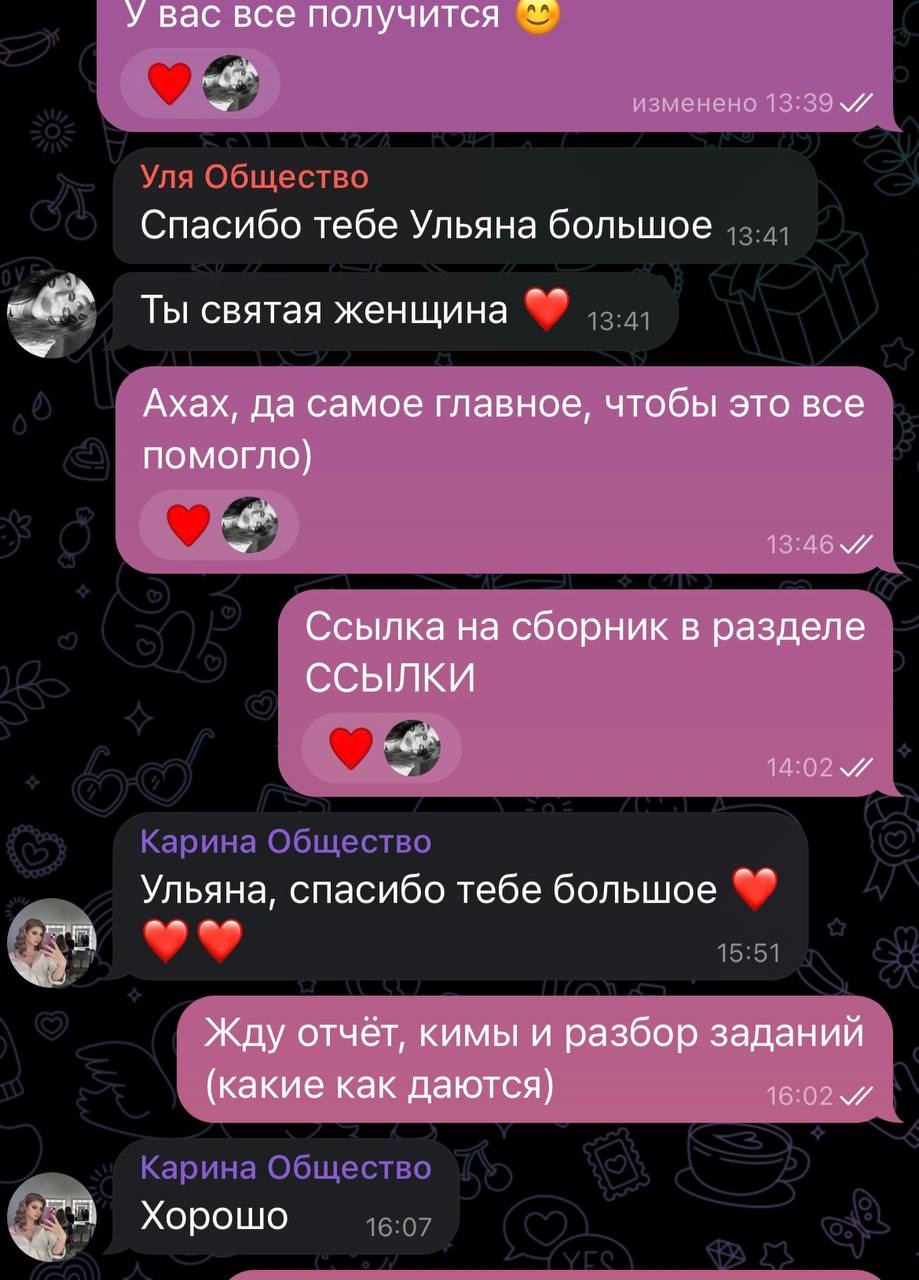 У вас все получится 😊
изменено 13:39
Уля Общество
Спасибо тебе Ульяна большое 13:41
Ты святая женщина ❤️ 13:41
Ахах, да самое главное, чтобы это все
помогло)
13:46
Ссылка на сборник в разделе
ССЫЛКИ
14:02
Карина Общество
Ульяна, спасибо тебе большое ❤️
❤️❤️ 15:51
Жду отчёт, кимы и разбор заданий
(какие как даются) 16:02
Карина Общество
Хорошо 16:07
YES